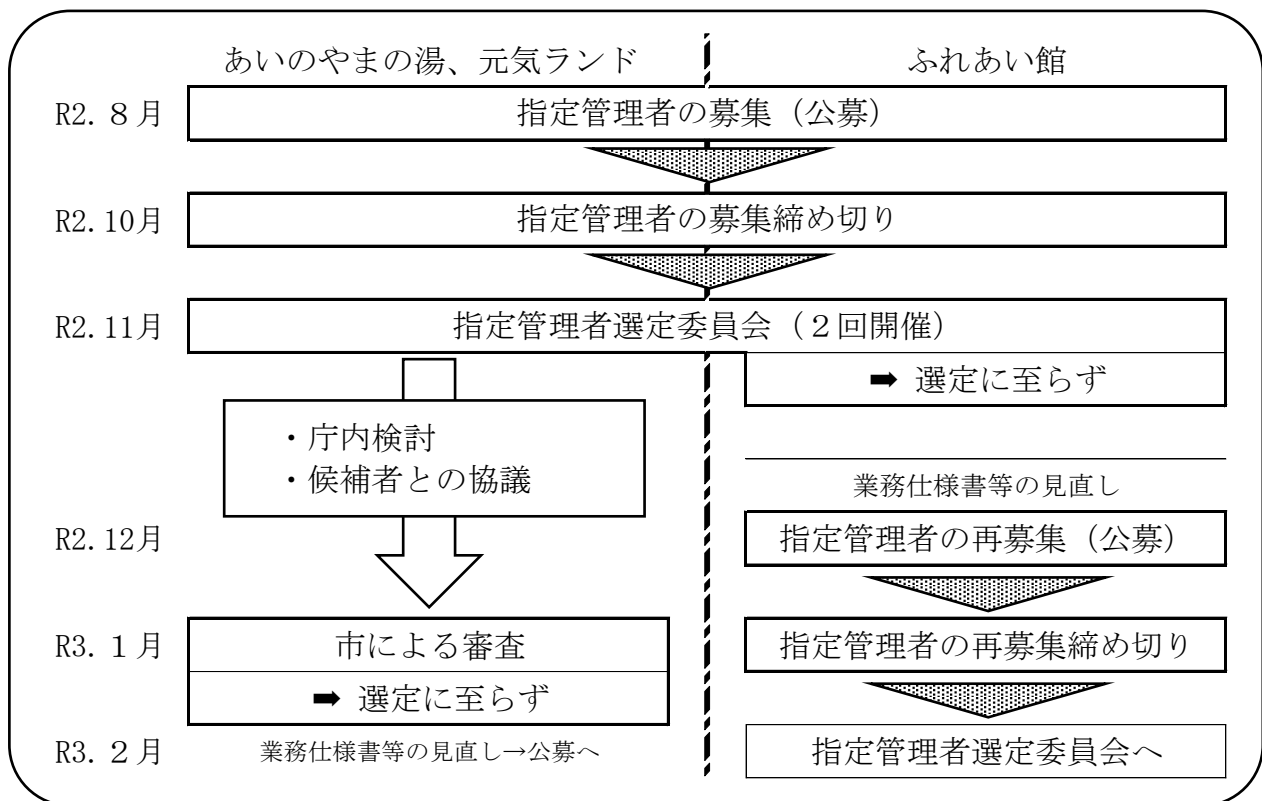 あいのやまの湯、元気ランド
ふれあい館
R2. 8月
指定管理者の募集（公募）
R2.10月
指定管理者の募集締め切り
R2.11月
指定管理者選定委員会（２回開催）
➡ 選定に至らず
・庁内検討
・候補者との協議
業務仕様書等の見直し
R2.12月
指定管理者の再募集（公募）
R3. 1月
市による審査
➡ 選定に至らず
指定管理者の再募集締め切り
R3. 2月
業務仕様書等の見直し→公募へ
指定管理者選定委員会へ